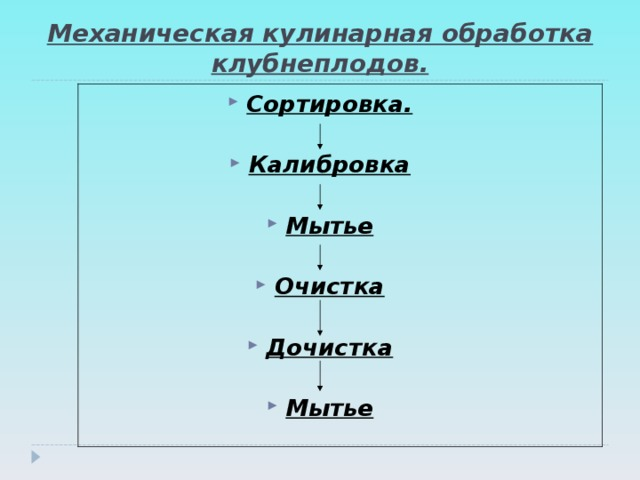 Механическая кулинарная обработка
клубнеплодов.
Сортировка.
Калибровка
Мытье
Очистка
Дочистка
Мытье